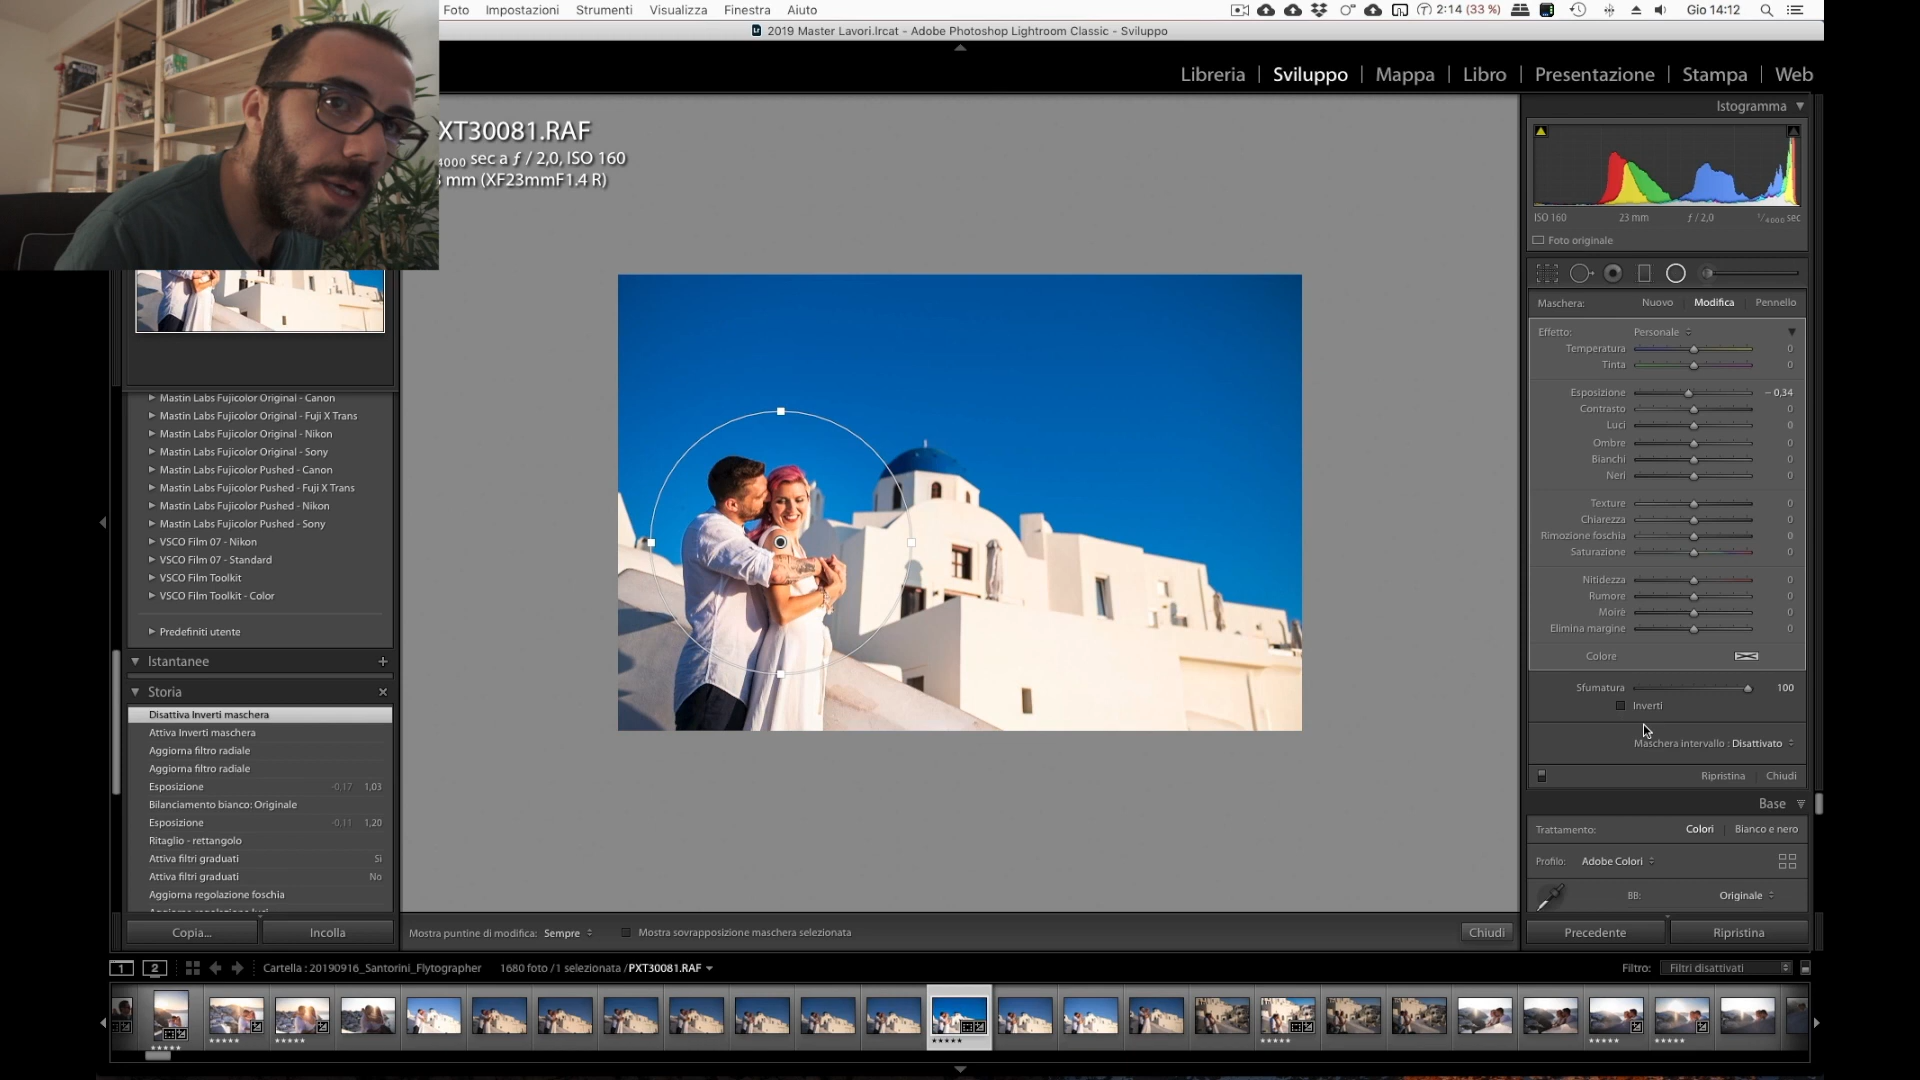 Foto Impostazioni Strumenti Visualizza Finestra Aiuto
2:14 (33 %) Gio 14:12
2019 Master Lavori.lrcat - Adobe Photoshop Lightroom Classic - Sviluppo
Libreria | Sviluppo | Mappa | Libro | Presentazione | Stampa | Web
XT30081.RAF
4000 sec a ƒ / 2,0, ISO 160
mm (XF23mmF1.4 R)
Mastin Labs Fujicolor Original - Canon
Mastin Labs Fujicolor Original - Fuji X Trans
Mastin Labs Fujicolor Original - Nikon
Mastin Labs Fujicolor Original - Sony
Mastin Labs Fujicolor Pushed - Canon
Mastin Labs Fujicolor Pushed - Fuji X Trans
Mastin Labs Fujicolor Pushed - Nikon
Mastin Labs Fujicolor Pushed - Sony
VSCO Film 07 - Nikon
VSCO Film 07 - Standard
VSCO Film Toolkit
VSCO Film Toolkit - Color
Predefiniti utente
Istantanee +
Storia
Disattiva Inverti maschera
Attiva Inverti maschera
Aggiorna filtro radiale
Aggiorna filtro radiale
Esposizione -0,17 1,03
Bilanciamento bianco: Originale
Esposizione -0,11 1,20
Ritaglio - rettangolo
Attiva filtri graduati Sì
Attiva filtri graduati No
Aggiorna regolazione foschia
Aggiorna regolazione luci
Copia... Incolla
Mostra puntine di modifica: Sempre Mostra sovrapposizione maschera selezionata Chiudi
Istogramma
ISO 160 23 mm ƒ / 2,0 1/4000 sec
Foto originale
Maschera: Nuovo Modifica Pennello
Effetto: Personale
Temperatura 0
Tinta 0
Esposizione – 0,34
Contrasto 0
Luci 0
Ombre 0
Bianchi 0
Neri 0
Texture 0
Chiarezza 0
Rimozione foschia 0
Saturazione 0
Nitidezza 0
Rumore 0
Moirè 0
Elimina margine 0
Colore
Sfumatura 100
Inverti
Maschera intervallo : Disattivato
Ripristina Chiudi
Base
Trattamento: Colori | Bianco e nero
Profilo: Adobe Colori
BB: Originale
Precedente Ripristina
1 2 Cartella : 20190916_Santorini_Flytographer 1680 foto /1 selezionata /PXT30081.RAF Filtro: Filtri disattivati